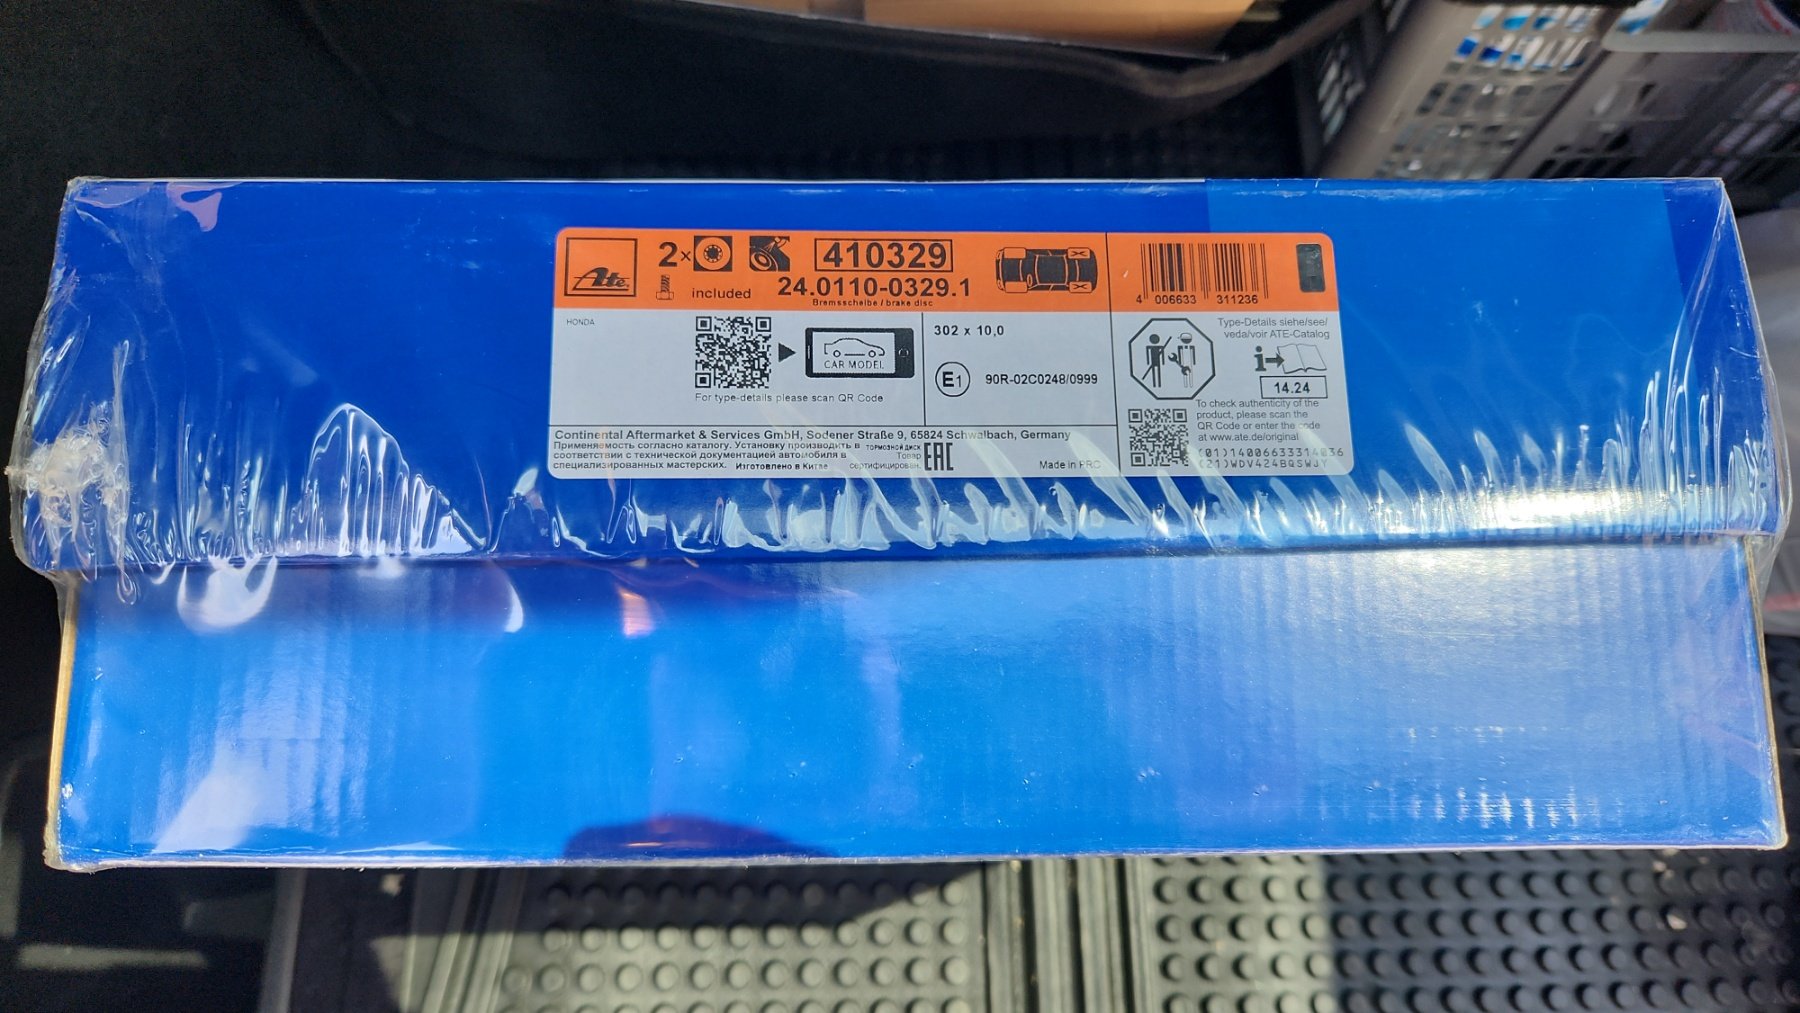 Ate
2x
included
410329
24.0110-0329.1
Bremsscheibe / brake disc
4 006633 311236
HONDA
CAR MODEL
For type-details please scan QR Code
302 x 10,0
E1
90R-02C0248/0999
Type-Details siehe/see/
veda/voir ATE-Catalog
i
14.24
To check authenticity of the
product, please scan the
QR Code or enter the code
at www.ate.de/original
(01)14006633314036
(21)WDV424BQSWJY
Continental Aftermarket & Services GmbH, Sodener Straße 9, 65824 Schwalbach, Germany
Применяемость согласно каталогу. Установку производить в
соответствии с технической документацией автомобиля в
специализированных мастерских. Изготовлено в Китае
тормозной диск
Товар
сертифицирован.
EAC
Made in PRC